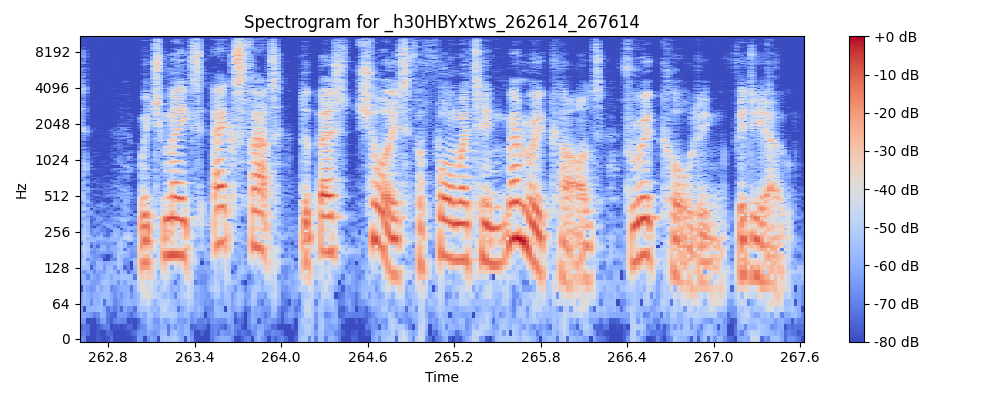 Spectrogram for _h30HBYxtws_262614_267614
8192
4096
2048
1024
512
256
128
64
0
Hz
262.8 263.4 264.0 264.6 265.2 265.8 266.4 267.0 267.6
Time
+0 dB
-10 dB
-20 dB
-30 dB
-40 dB
-50 dB
-60 dB
-70 dB
-80 dB